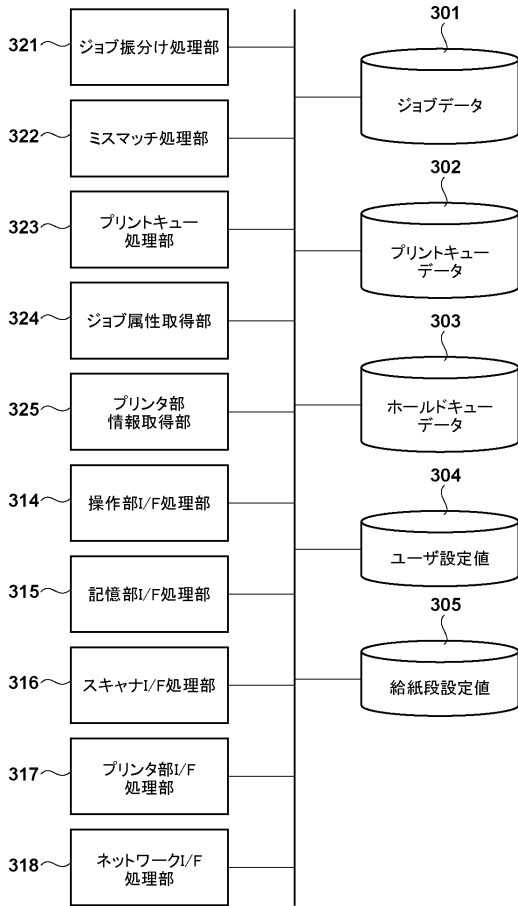 321
ジョブ振分け処理部
322
ミスマッチ処理部
323
プリントキュー
処理部
324
ジョブ属性取得部
325
プリンタ部
情報取得部
314
操作部I/F処理部
315
記憶部I/F処理部
316
スキャナI/F処理部
317
プリンタ部I/F
処理部
318
ネットワークI/F
処理部
301
ジョブデータ
302
プリントキュー
データ
303
ホールドキュー
データ
304
ユーザ設定値
305
給紙段設定値